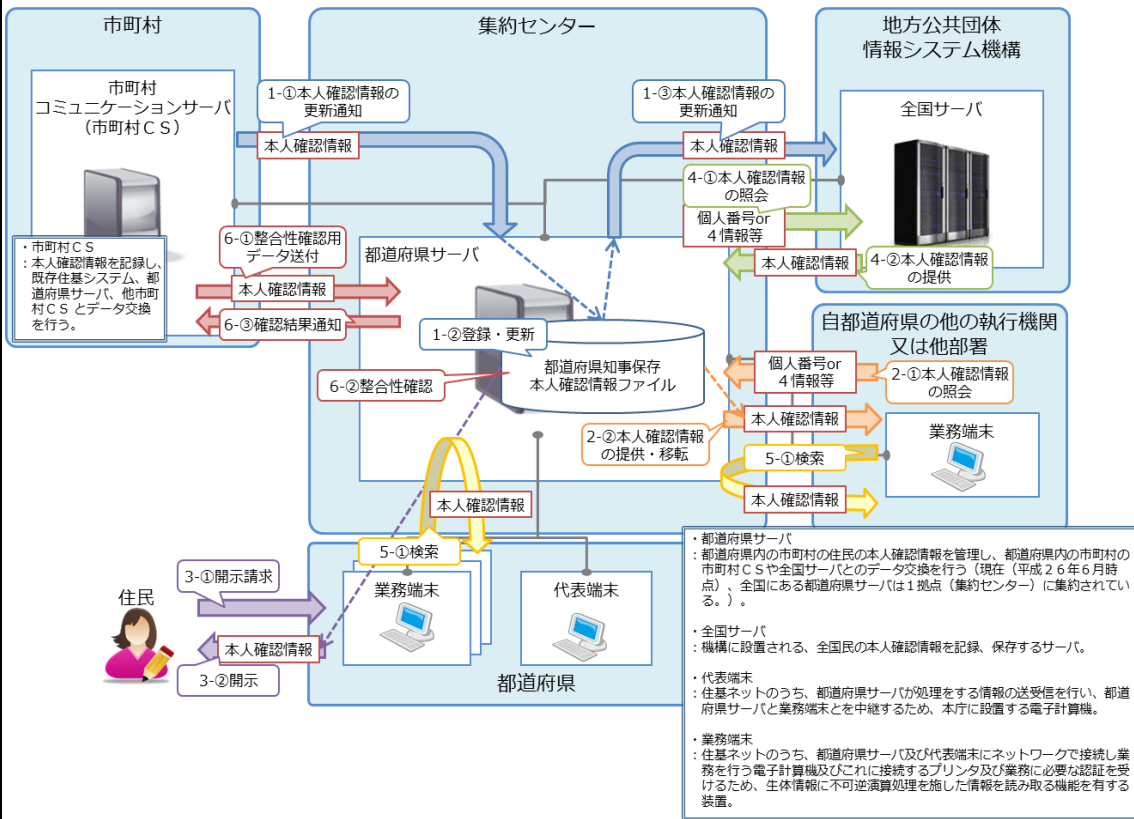 市町村
市町村
コミュニケーションサーバ
（市町村ＣＳ）
・市町村ＣＳ
：本人確認情報を記録し、
既存住基システム、都
道府県サーバ、他市町
村ＣＳ とデータ交換
を行う。
集約センター
1-①本人確認情報の
更新通知
本人確認情報
1-③本人確認情報の
更新通知
本人確認情報
4-①本人確認情報
の照会
個人番号or
４情報等
本人確認情報
4-②本人確認情報
の提供
地方公共団体
情報システム機構
全国サーバ
6-①整合性確認用
データ送付
本人確認情報
6-③確認結果通知
都道府県サーバ
1-②登録・更新
6-②整合性確認
都道府県知事保存
本人確認情報ファイル
自都道府県の他の執行機関
又は他部署
個人番号or
４情報等
2-①本人確認情報
の照会
本人確認情報
2-②本人確認情報
の提供・移転
業務端末
5-①検索
本人確認情報
本人確認情報
5-①検索
業務端末
代表端末
都道府県
住民
3-①開示請求
本人確認情報
3-②開示
・都道府県サーバ
：都道府県内の市町村の住民の本人確認情報を管理し、都道府県内の市町村の
市町村ＣＳや全国サーバとのデータ交換を行う（現在（平成２６年６月時
点）、全国にある都道府県サーバは１拠点（集約センター）に集約されてい
る。）。
・全国サーバ
：機構に設置される、全国民の本人確認情報を記録、保存するサーバ。
・代表端末
：住基ネットのうち、都道府県サーバが処理をする情報の送受信を行い、都道
府県サーバと業務端末とを中継するため、本庁に設置する電子計算機。
・業務端末
：住基ネットのうち、都道府県サーバ及び代表端末にネットワークで接続し業
務を行う電子計算機及びこれに接続するプリンタ及び業務に必要な認証を受
けるため、生体情報に不可逆演算処理を施した情報を読み取る機能を有する
装置。